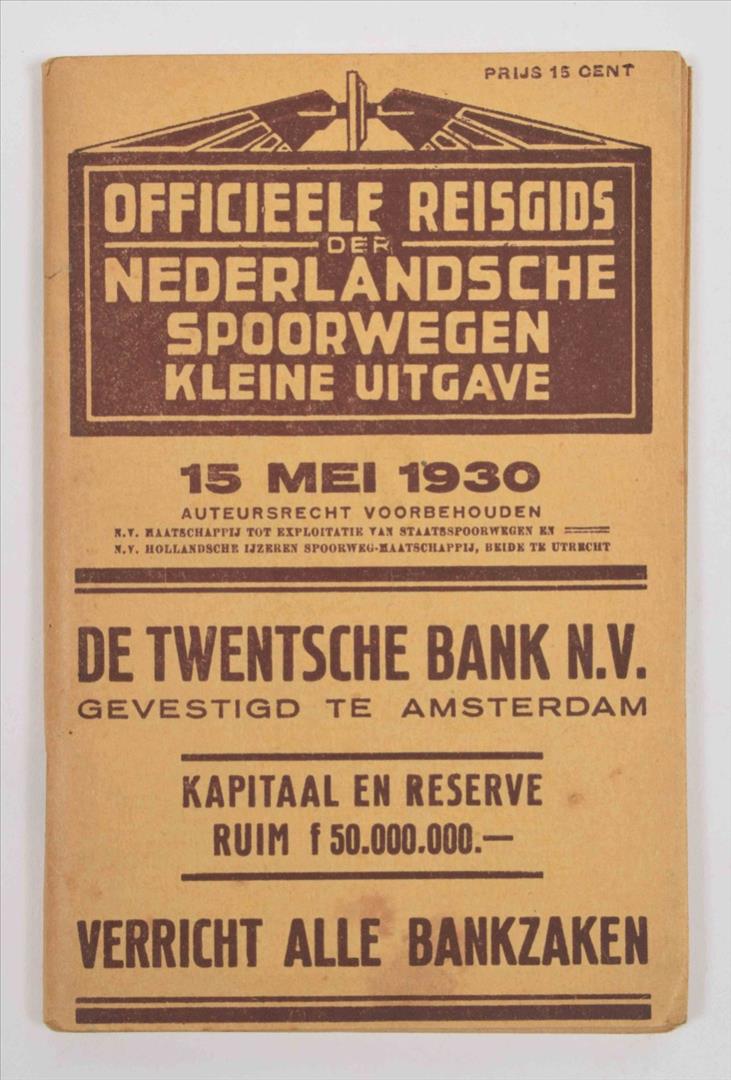 PRIJS 15 CENT
OFFICIEELE REISGIDS
DER
NEDERLANDSCHE
SPOORWEGEN
KLEINE UITGAVE
15 MEI 1930
AUTEURSRECHT VOORBEHOUDEN
N.V. MAATSCHAPPIJ TOT EXPLOITATIE VAN STAATSSPOORWEGEN EN
N.V. HOLLANDSCHE IJZEREN SPOORWEG-MAATSCHAPPIJ, BEIDE TE UTRECHT
DE TWENTSCHE BANK N.V.
GEVESTIGD TE AMSTERDAM
KAPITAAL EN RESERVE
RUIM f 50.000.000.—
VERRICHT ALLE BANKZAKEN